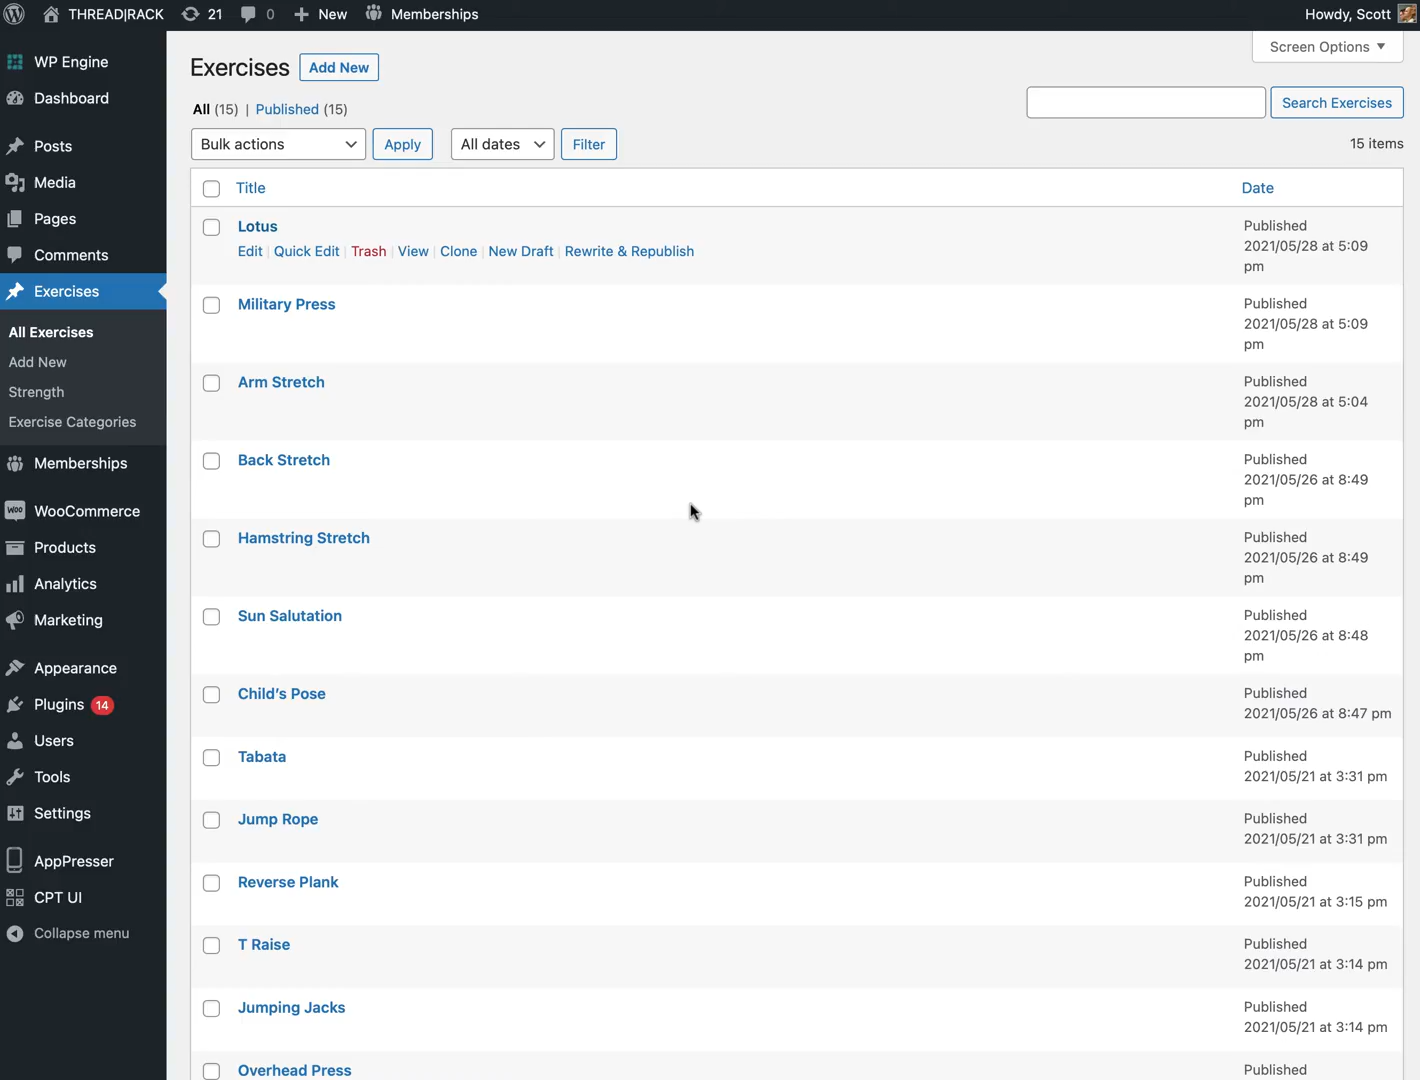 THREAD|RACK 21 0 New Memberships Howdy, Scott
WP Engine
Dashboard
Posts
Media
Pages
Comments
Exercises
All Exercises
Add New
Strength
Exercise Categories
Memberships
Woo WooCommerce
Products
Analytics
Marketing
Appearance
Plugins 14
Users
Tools
Settings
AppPresser
CPT UI
Collapse menu
Screen Options
Exercises Add New
All (15) | Published (15)
Search Exercises
Bulk actions Apply All dates Filter 15 items
Title Date
Lotus
Edit | Quick Edit | Trash | View | Clone | New Draft | Rewrite & Republish
Published
2021/05/28 at 5:09
pm
Military Press
Published
2021/05/28 at 5:09
pm
Arm Stretch
Published
2021/05/28 at 5:04
pm
Back Stretch
Published
2021/05/26 at 8:49
pm
Hamstring Stretch
Published
2021/05/26 at 8:49
pm
Sun Salutation
Published
2021/05/26 at 8:48
pm
Child’s Pose
Published
2021/05/26 at 8:47 pm
Tabata
Published
2021/05/21 at 3:31 pm
Jump Rope
Published
2021/05/21 at 3:31 pm
Reverse Plank
Published
2021/05/21 at 3:15 pm
T Raise
Published
2021/05/21 at 3:14 pm
Jumping Jacks
Published
2021/05/21 at 3:14 pm
Overhead Press
Published